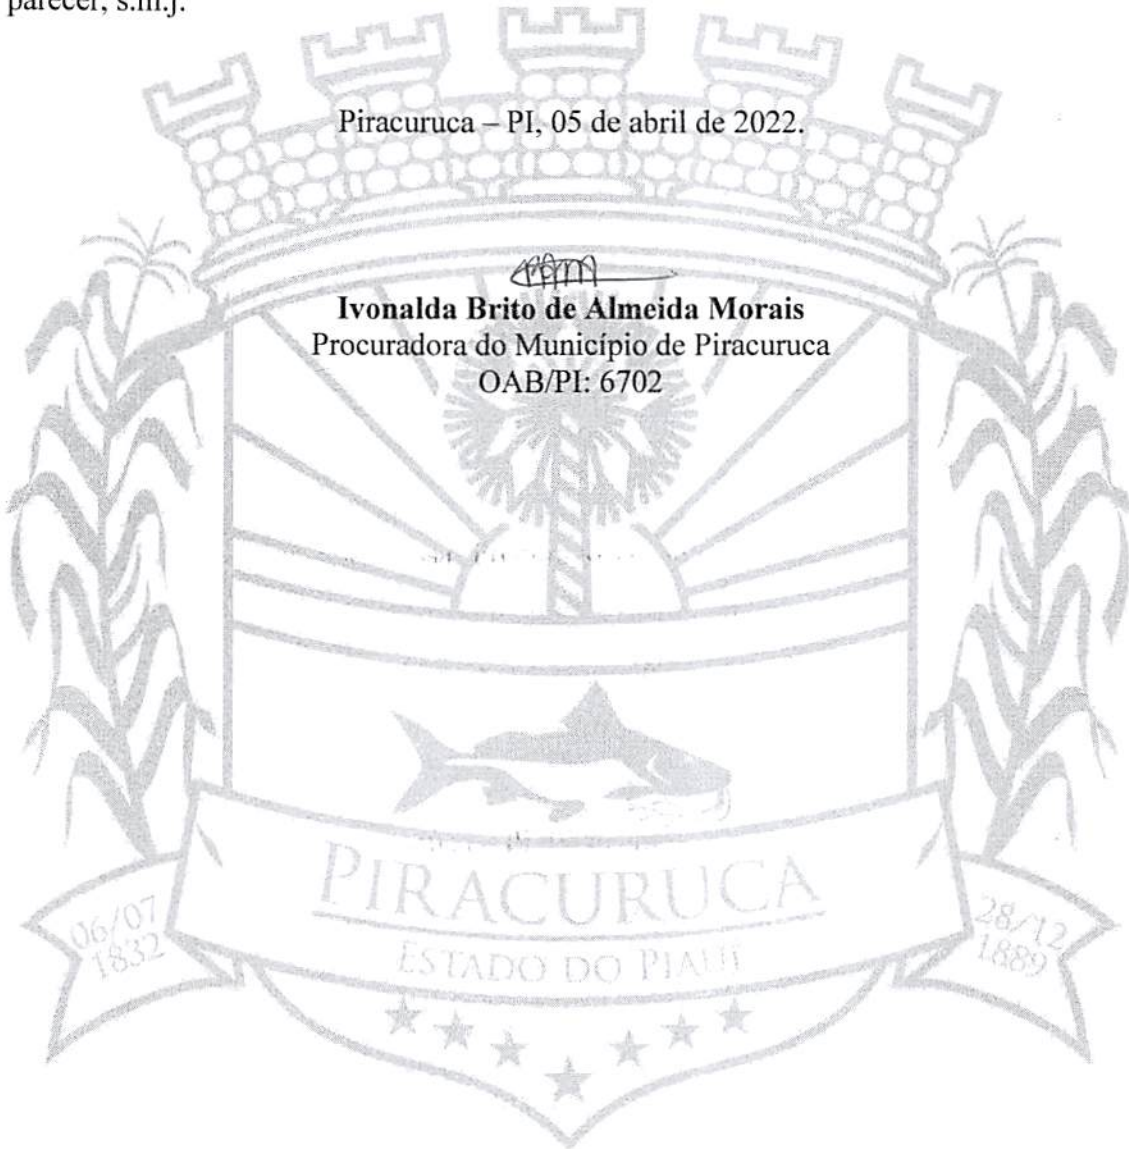 parecer, s.m.j.
Piracuruca – PI, 05 de abril de 2022.
Ivonalda Brito de Almeida Morais
Procuradora do Município de Piracuruca
OAB/PI: 6702
PIRACURUCA
ESTADO DO PIAUÍ
06/07
1832
28/12
1889